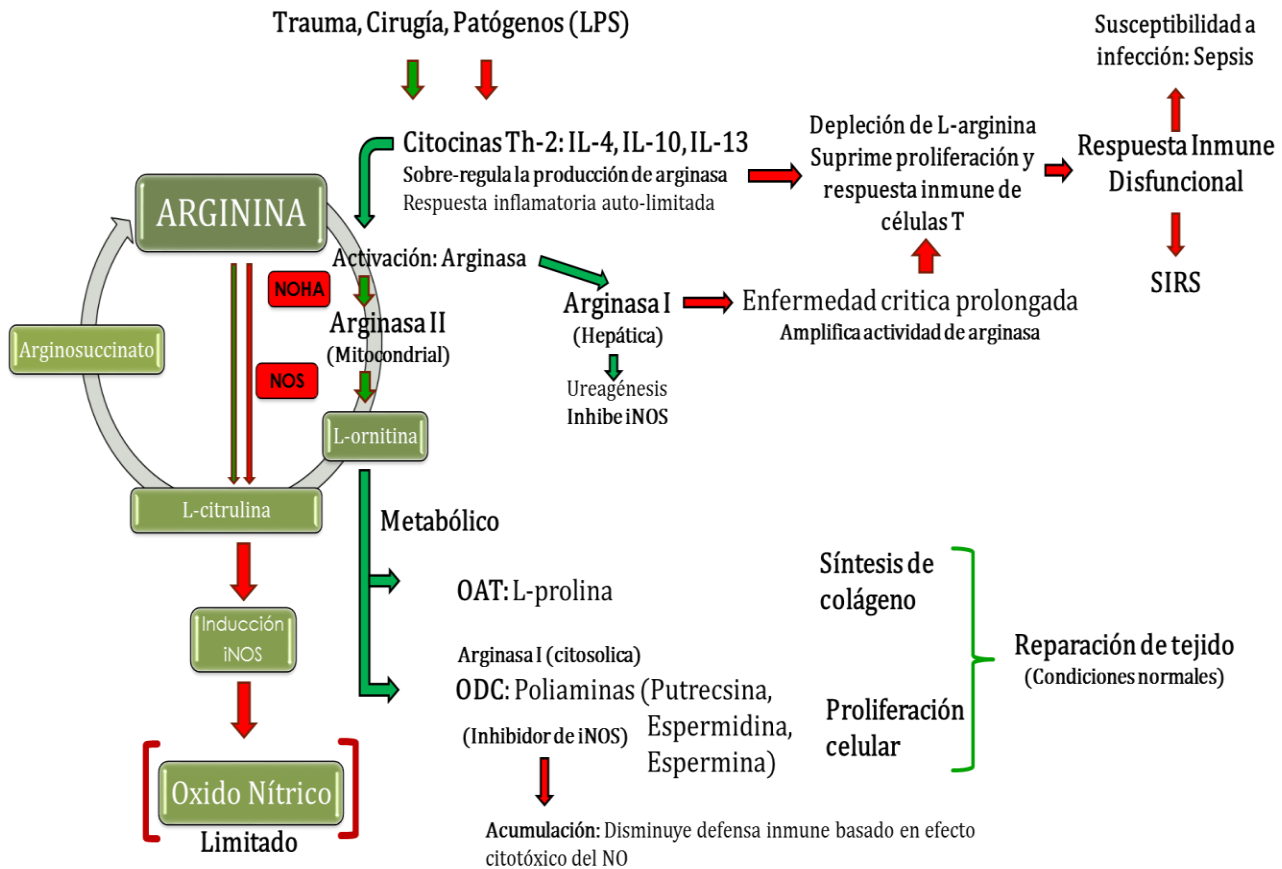 Trauma, Cirugía, Patógenos (LPS)
Susceptibilidad a
infección: Sepsis
Citocinas Th-2: IL-4, IL-10, IL-13
Sobre-regula la producción de arginasa
Respuesta inflamatoria auto-limitada
Depleción de L-arginina
Suprime proliferación y
respuesta inmune de
células T
Respuesta Inmune
Disfuncional
SIRS
ARGININA
Activación: Arginasa
NOHA
Arginasa II
(Mitocondrial)
Arginasa I
(Hepática)
Enfermedad critica prolongada
Amplifica actividad de arginasa
Arginosuccinato
NOS
Ureagénesis
Inhibe iNOS
L-ornitina
L-citrulina
Metabólico
OAT: L-prolina
Síntesis de
colágeno
Inducción
iNOS
Arginasa I (citosolica)
ODC: Poliaminas (Putrecsina,
Espermidina,
Espermina)
(Inhibidor de iNOS)
Proliferación
celular
Reparación de tejido
(Condiciones normales)
Oxido Nítrico
Limitado
Acumulación: Disminuye defensa inmune basado en efecto
citotóxico del NO